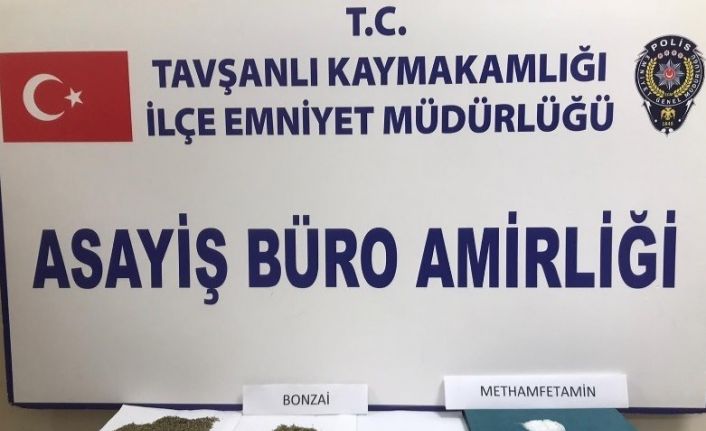 T.C.
TAVŞANLI KAYMAKAMLIĞI
İLÇE EMNİYET MÜDÜRLÜĞÜ
POLİS
ASAYİŞ BÜRO AMİRLİĞİ
BONZAİ
METHAMFETAMİN